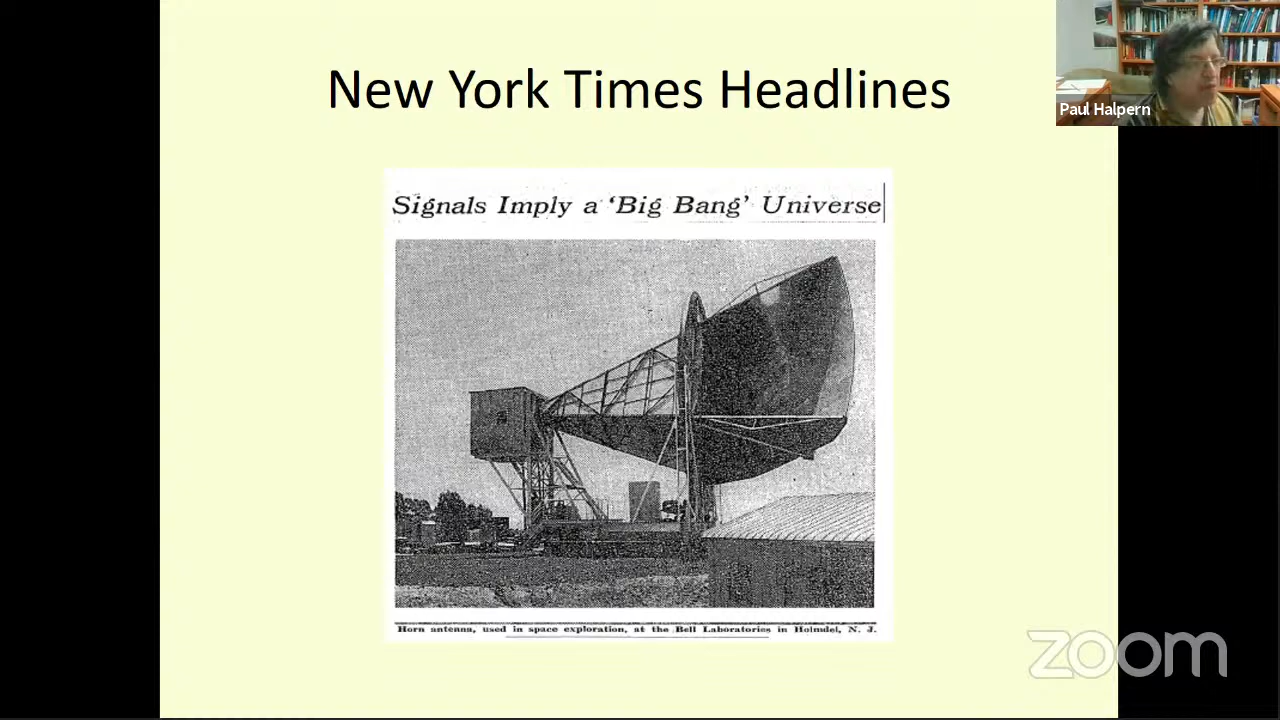 New York Times Headlines
Paul Halpern
Signals Imply a ‘Big Bang’ Universe
Horn antenna, used in space exploration, at the Bell Laboratories in Holmdel, N. J.
zoom